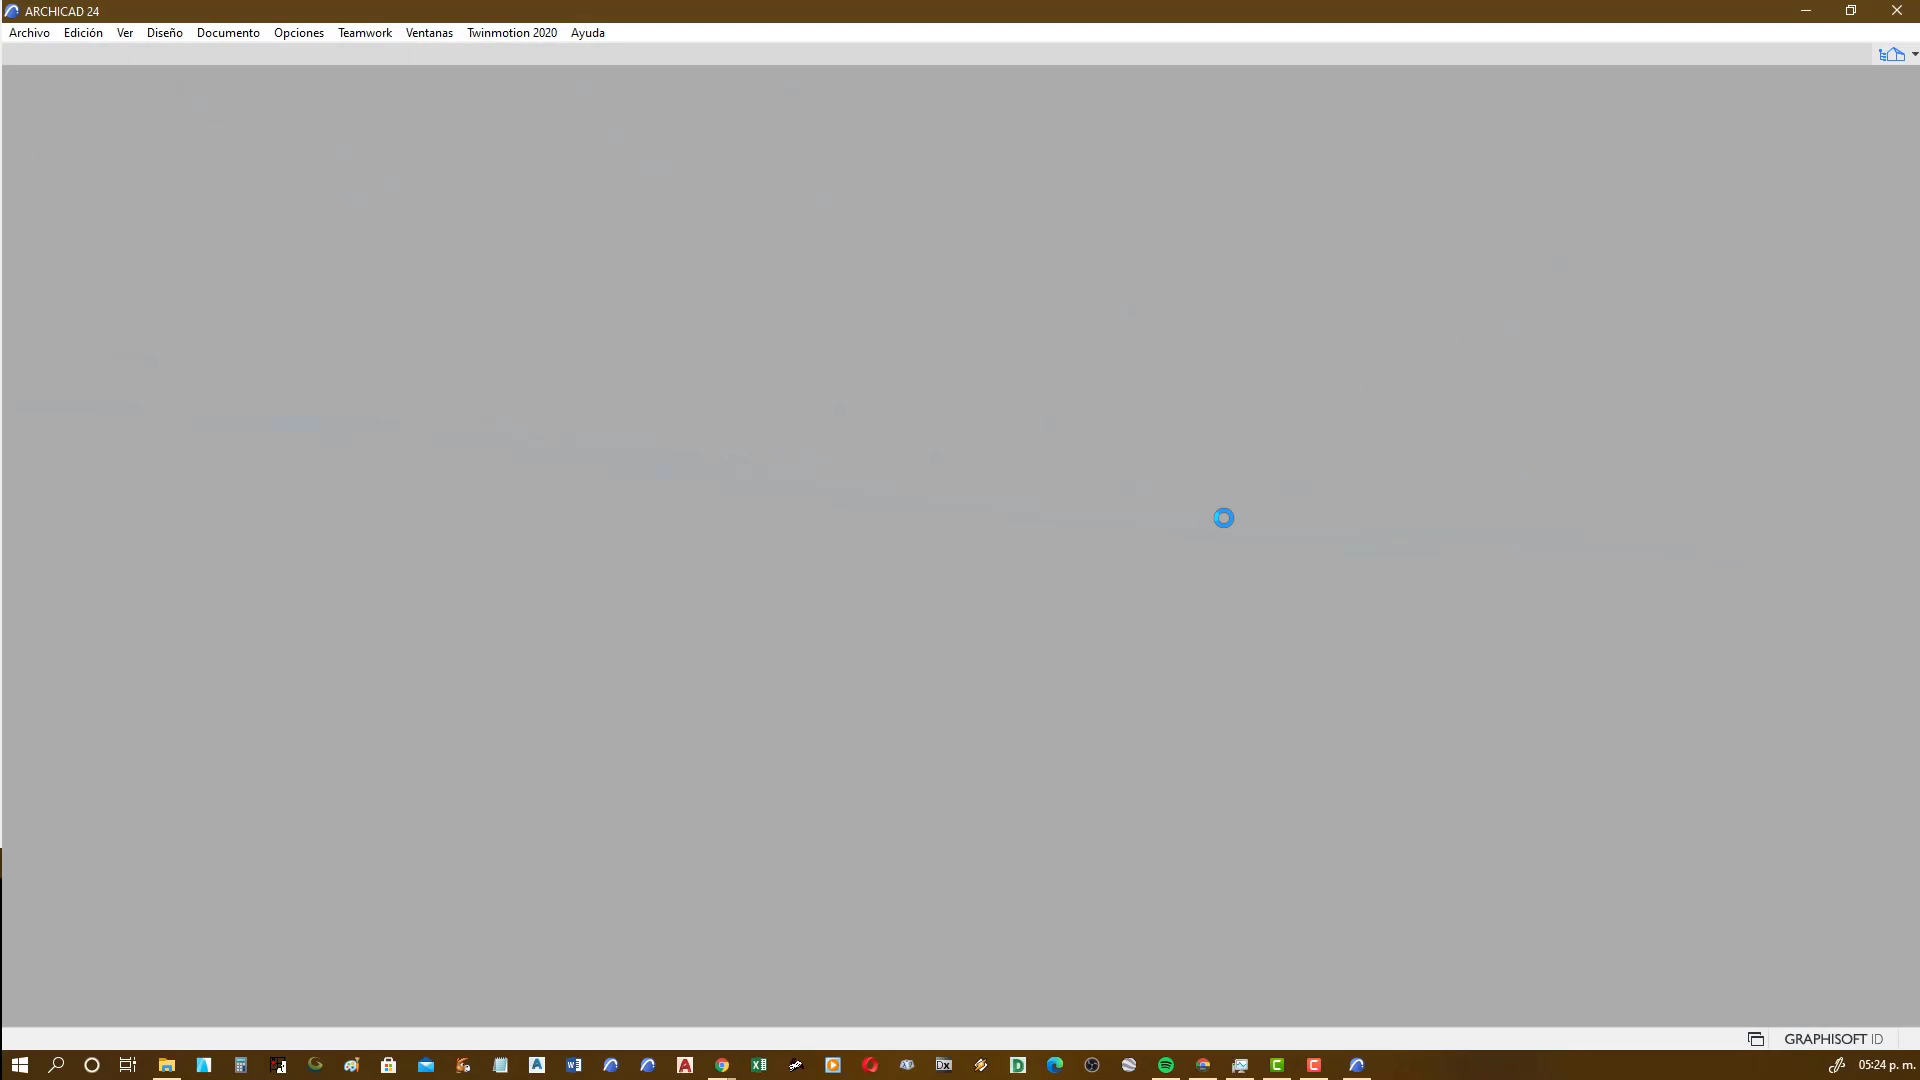 ARCHICAD 24
Archivo Edición Ver Diseño Documento Opciones Teamwork Ventanas Twinmotion 2020 Ayuda
GRAPHISOFT ID
05:24 p. m.